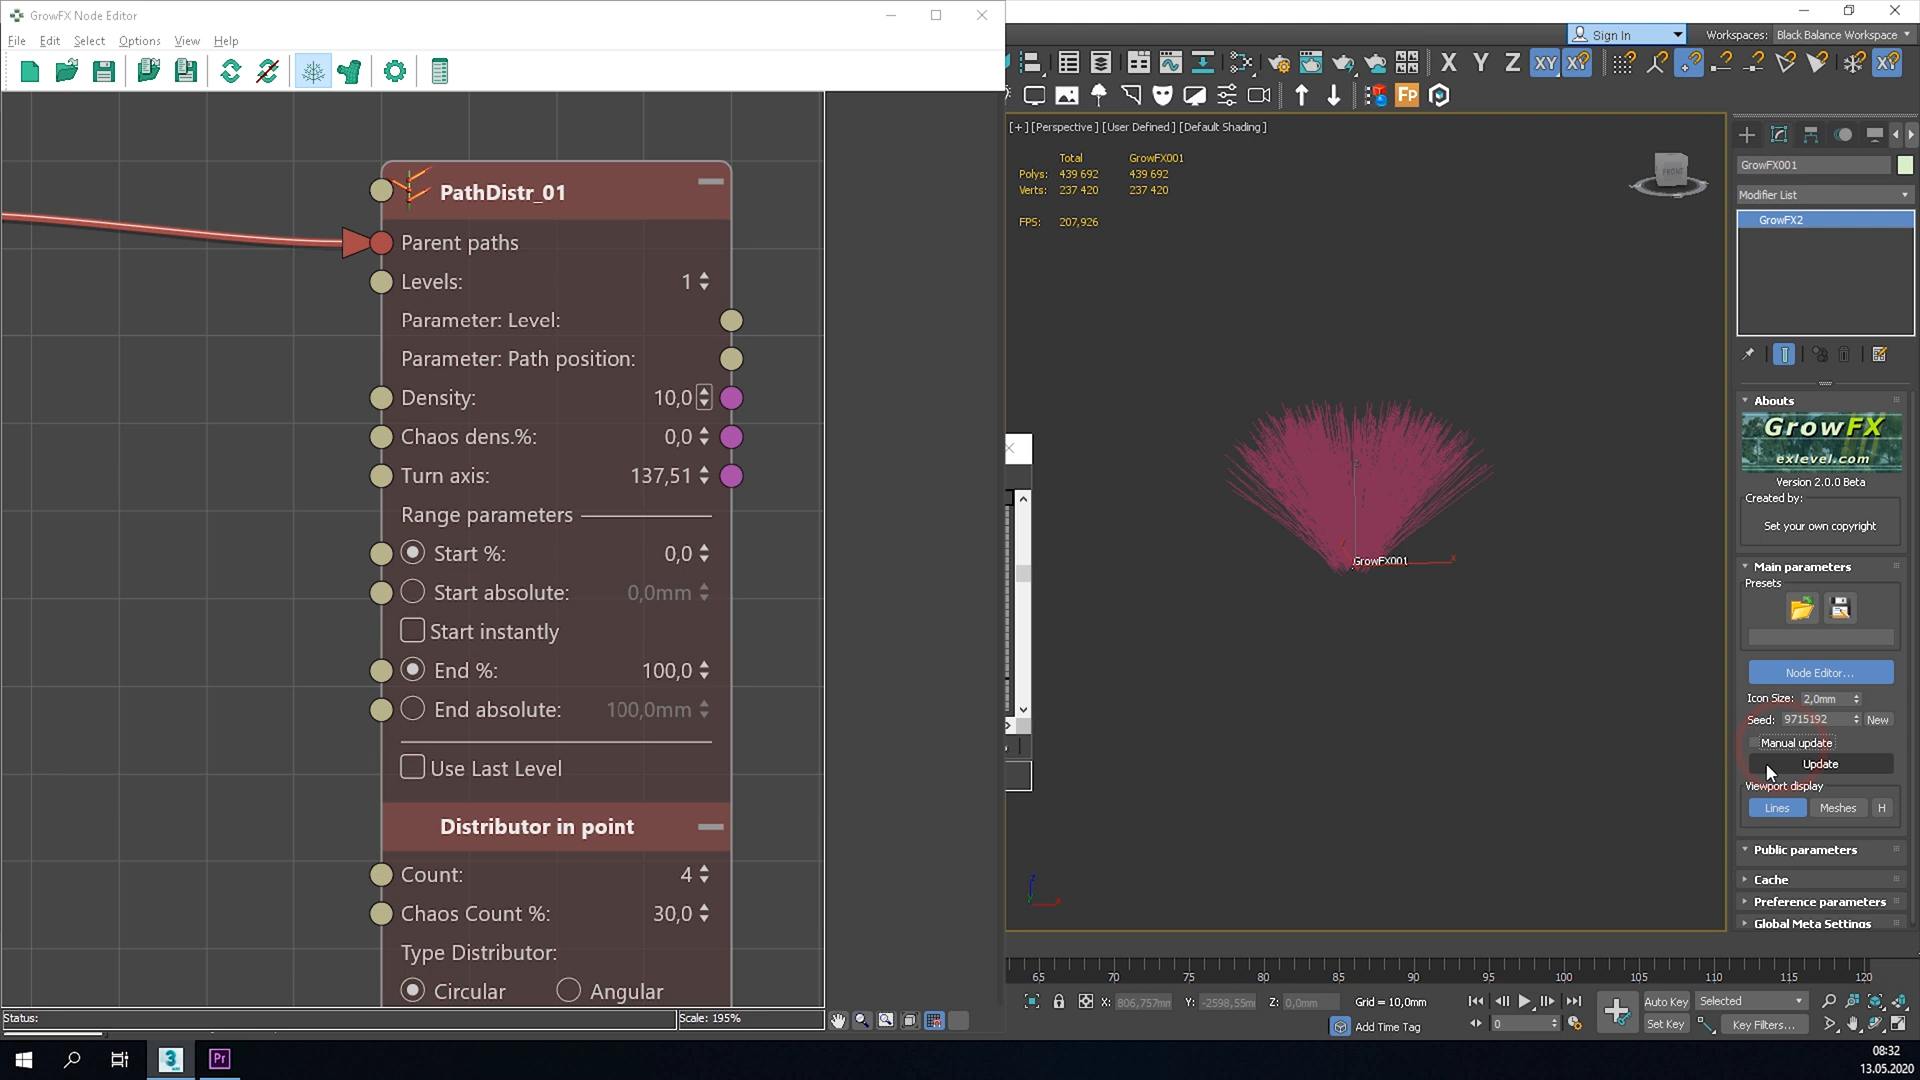 GrowFX Node Editor
File Edit Select Options View Help
PathDistr_01
Parent paths
Levels: 1
Parameter: Level:
Parameter: Path position:
Density: 10,0
Chaos dens.%: 0,0
Turn axis: 137,51
Range parameters
Start %: 0,0
Start absolute: 0,0mm
Start instantly
End %: 100,0
End absolute: 100,0mm
Use Last Level
Distributor in point
Count: 4
Chaos Count %: 30,0
Type Distributor:
Circular Angular
Status: Scale: 195%
Sign In Workspaces: Black Balance Workspace
X Y Z XY XY XY
Fp
[+] [Perspective] [User Defined] [Default Shading]
Total GrowFX001
Polys: 439 692 439 692
Verts: 237 420 237 420
FPS: 207,926
FRONT
GrowFX001
x
GrowFX001
Modifier List
GrowFX2
Abouts
GrowFX
exlevel.com
Version 2.0.0 Beta
Created by:
Set your own copyright
Main parameters
Presets
Node Editor...
Icon Size: 2,0mm
Seed: 9715192 New
Manual update
Update
Viewport display
Lines Meshes H
Public parameters
Cache
Preference parameters
Global Meta Settings
65 70 75 80 85 90 95 100 105 110 115 120
X: 806,757mm Y: -2598,55mm Z: 0,0mm Grid = 10,0mm
Auto Key Selected
0 Add Time Tag Set Key Key Filters...
3 Pr
08:32
13.05.2020